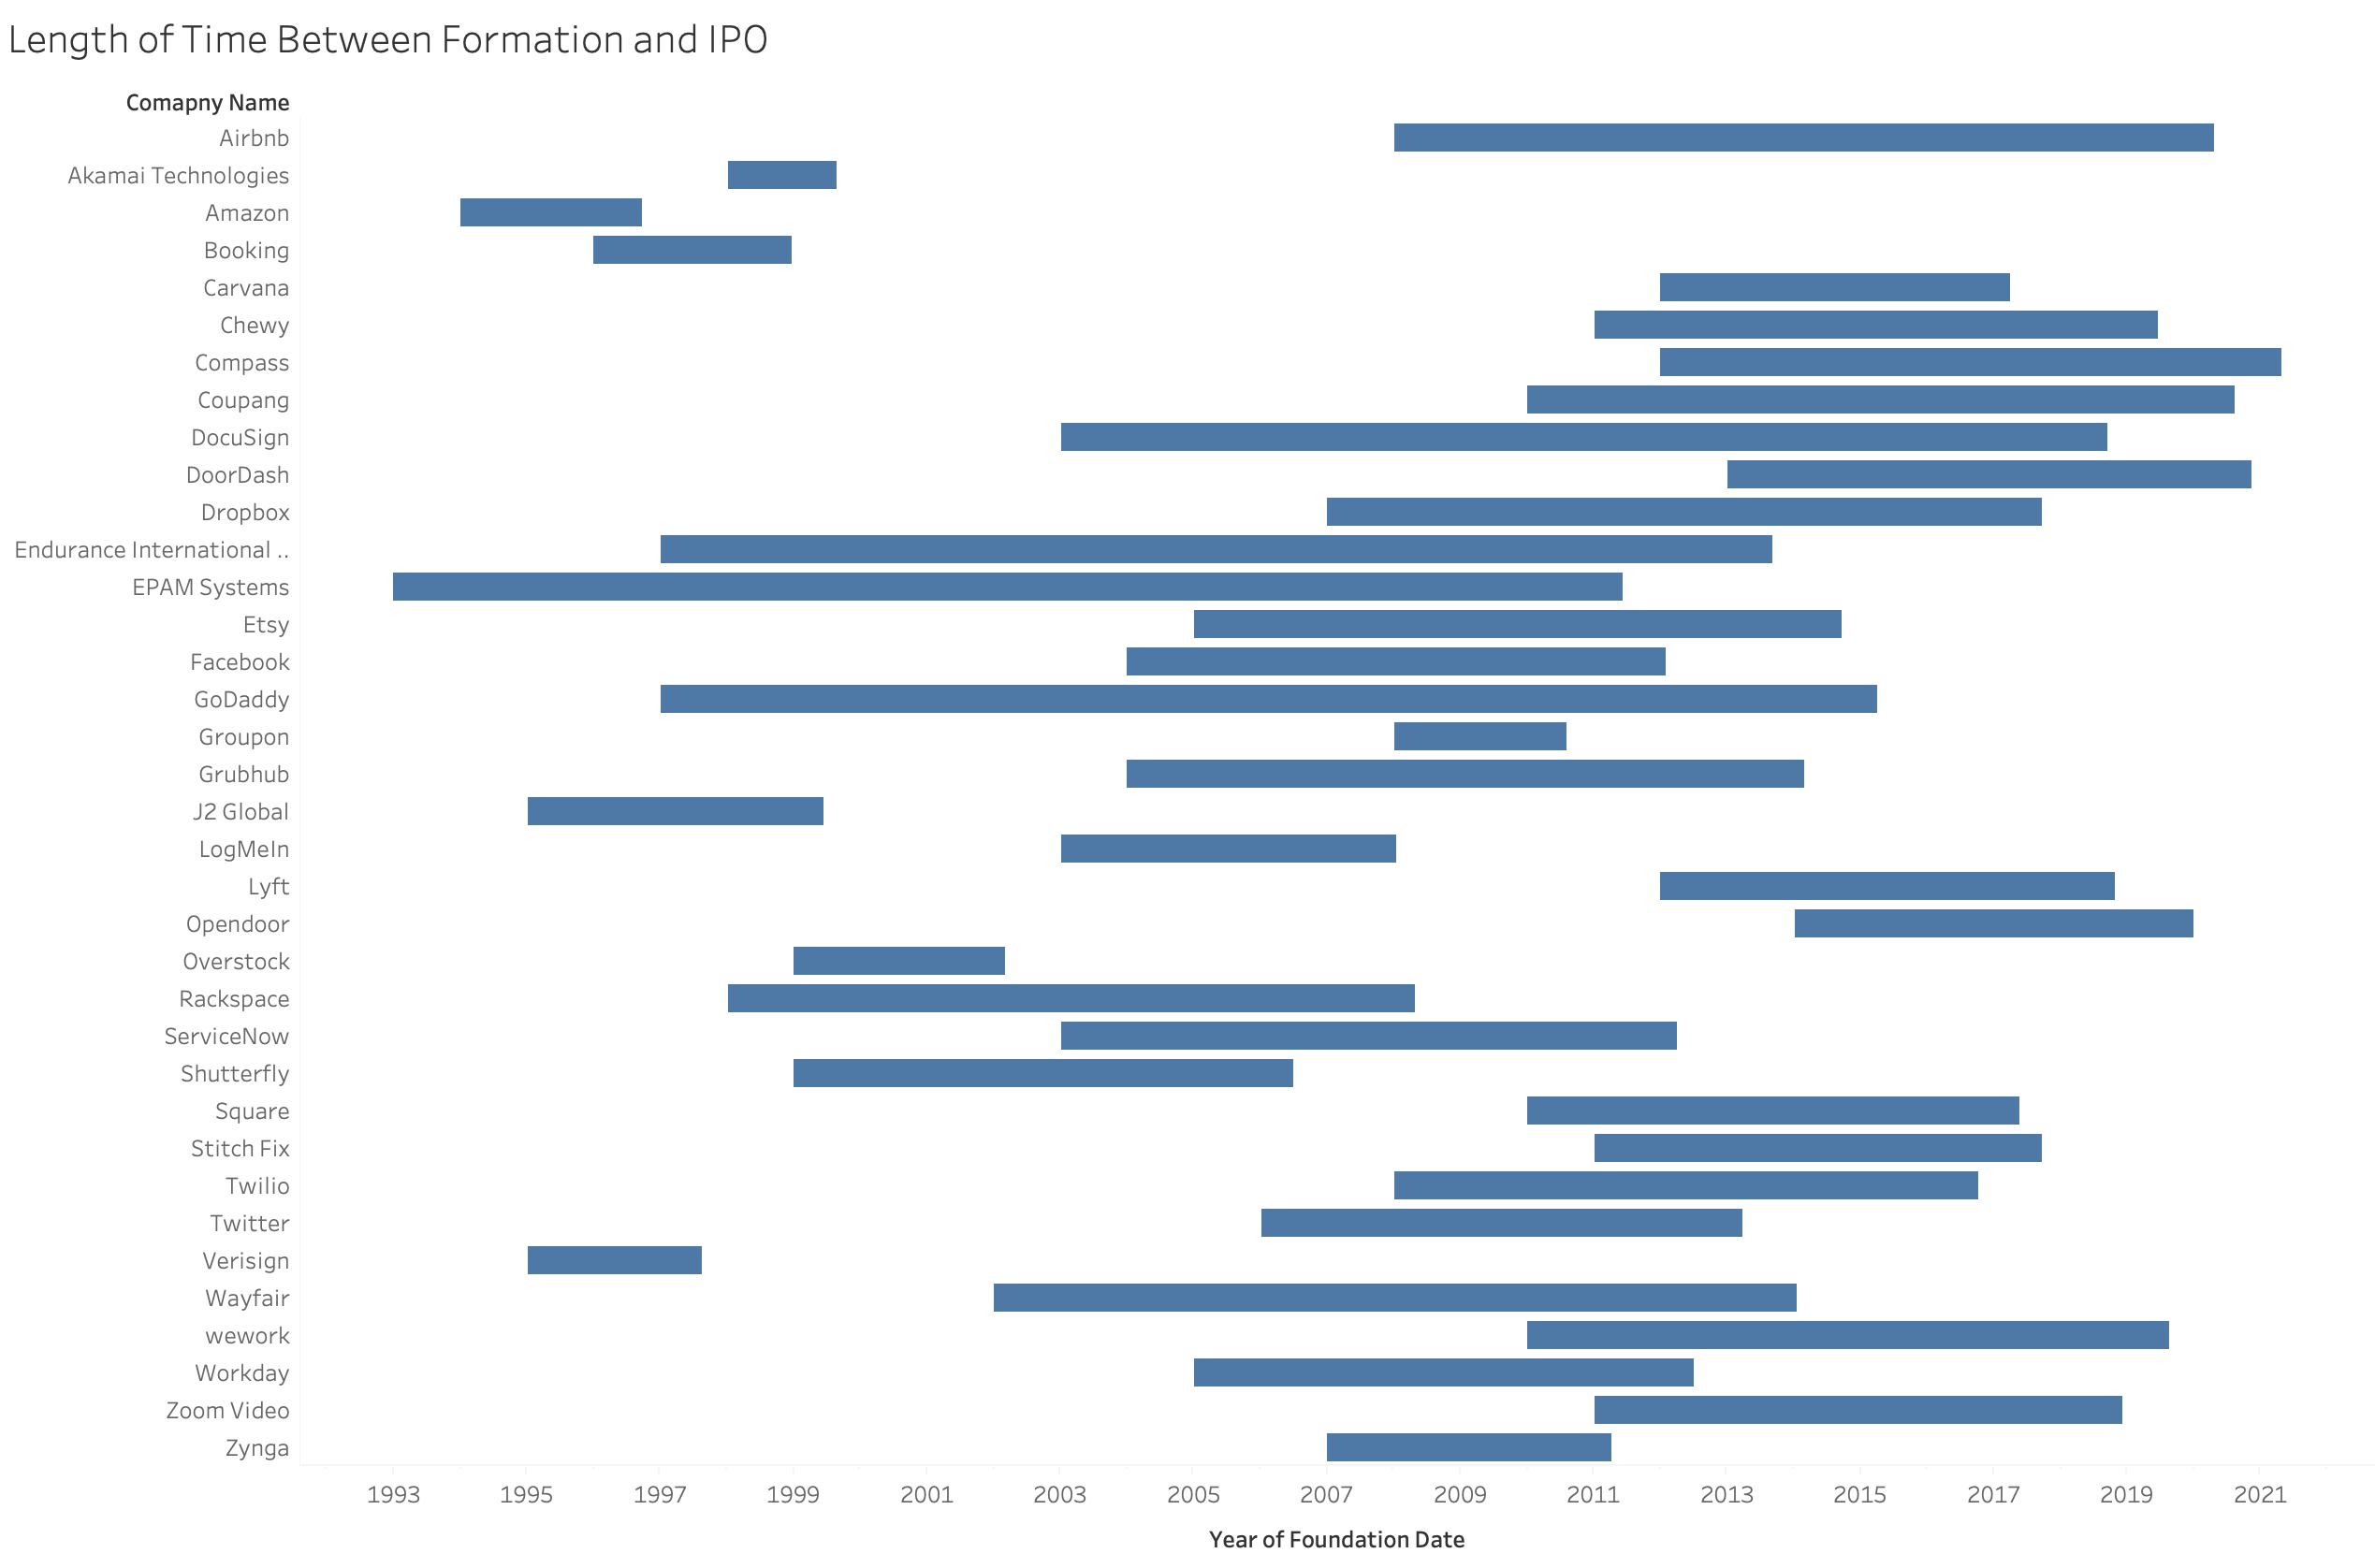 Length of Time Between Formation and IPO
Comapny Name
Airbnb
Akamai Technologies
Amazon
Booking
Carvana
Chewy
Compass
Coupang
DocuSign
DoorDash
Dropbox
Endurance International ..
EPAM Systems
Etsy
Facebook
GoDaddy
Groupon
Grubhub
J2 Global
LogMeIn
Lyft
Opendoor
Overstock
Rackspace
ServiceNow
Shutterfly
Square
Stitch Fix
Twilio
Twitter
Verisign
Wayfair
wework
Workday
Zoom Video
Zynga
1993 1995 1997 1999 2001 2003 2005 2007 2009 2011 2013 2015 2017 2019 2021
Year of Foundation Date